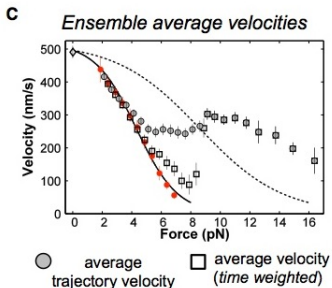 C
Ensemble average velocities
500
400
300
200
100
0
Velocity (nm/s)
0 2 4 6 8 10 12 14 16
Force (pN)
average trajectory velocity
average velocity (time weighted)